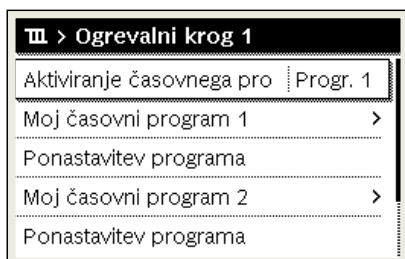 > Ogrevalni krog 1
Aktiviranje časovnega pro Progr. 1
Moj časovni program 1 >
Ponastavitev programa
Moj časovni program 2 >
Ponastavitev programa